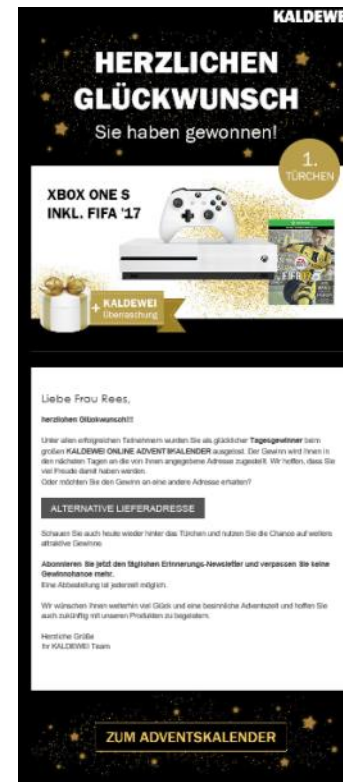 KALDEWEI
HERZLICHEN
GLÜCKWUNSCH
Sie haben gewonnen!
1.
TÜRCHEN
XBOX ONE S
INKL. FIFA '17
FIFA 17
+ KALDEWEI
Überraschung
Liebe Frau Rees,
herzlichen Glückwunsch!!!
Unter allen erfolgreichen Teilnehmern wurden Sie als glücklicher Tagesgewinner beim
großen KALDEWEI ONLINE ADVENTSKALENDER ausgelost. Der Gewinn wird Ihnen in
den nächsten Tagen an die von Ihnen angegebene Adresse zugestellt. Wir hoffen, dass Sie
viel Freude damit haben werden.
Oder möchten Sie den Gewinn an eine andere Adresse erhalten?
ALTERNATIVE LIEFERADRESSE
Schauen Sie auch heute wieder hinter das Türchen und nutzen Sie die Chance auf weitere
attraktive Gewinne.
Abonnieren Sie jetzt den täglichen Erinnerungs-Newsletter und verpassen Sie keine
Gewinnchance mehr.
Eine Abbestellung ist jederzeit möglich.
Wir wünschen Ihnen weiterhin viel Glück und eine besinnliche Adventszeit und hoffen Sie
auch zukünftig mit unseren Produkten zu begeistern.
Herzliche Grüße
Ihr KALDEWEI Team
ZUM ADVENTSKALENDER